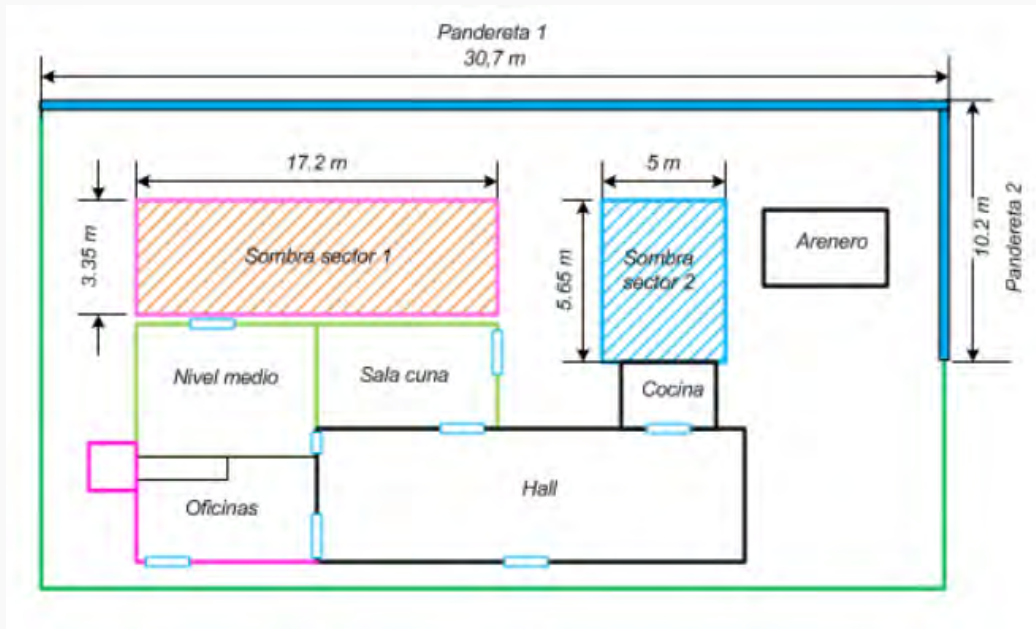 Pandereta 1
30,7 m
17.2 m
5 m
3.35 m
Sombra sector 1
5.65 m
Sombra
sector 2
Arenero
10.2 m
Pandereta 2
Nivel medio
Sala cuna
Cocina
Oficinas
Hall